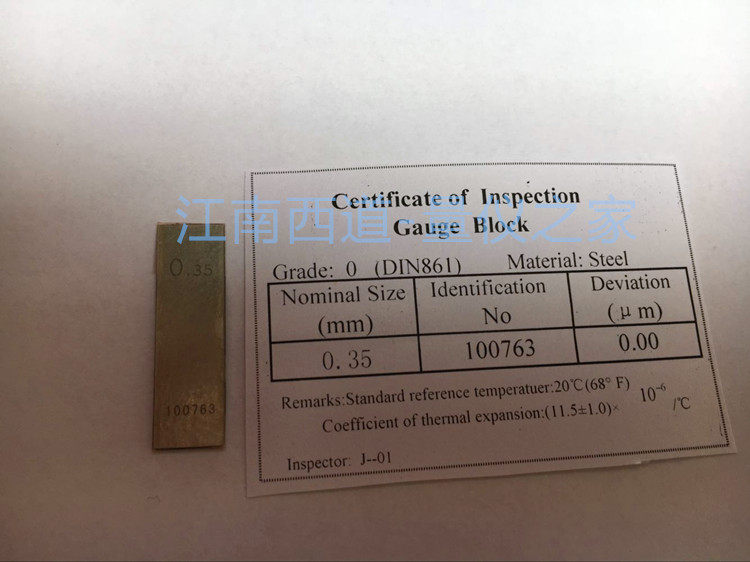 Certificate of Inspection
江南西道·量仪之家
Gauge Block
Grade: 0 (DIN861) Material: Steel
Nominal Size (mm) Identification No Deviation (μm)
0.35 100763 0.00
Remarks:Standard reference temperatuer:20℃(68° F)
Coefficient of thermal expansion:(11.5±1.0)× 10⁻⁶ /℃
Inspector: J--01
0.35
100763